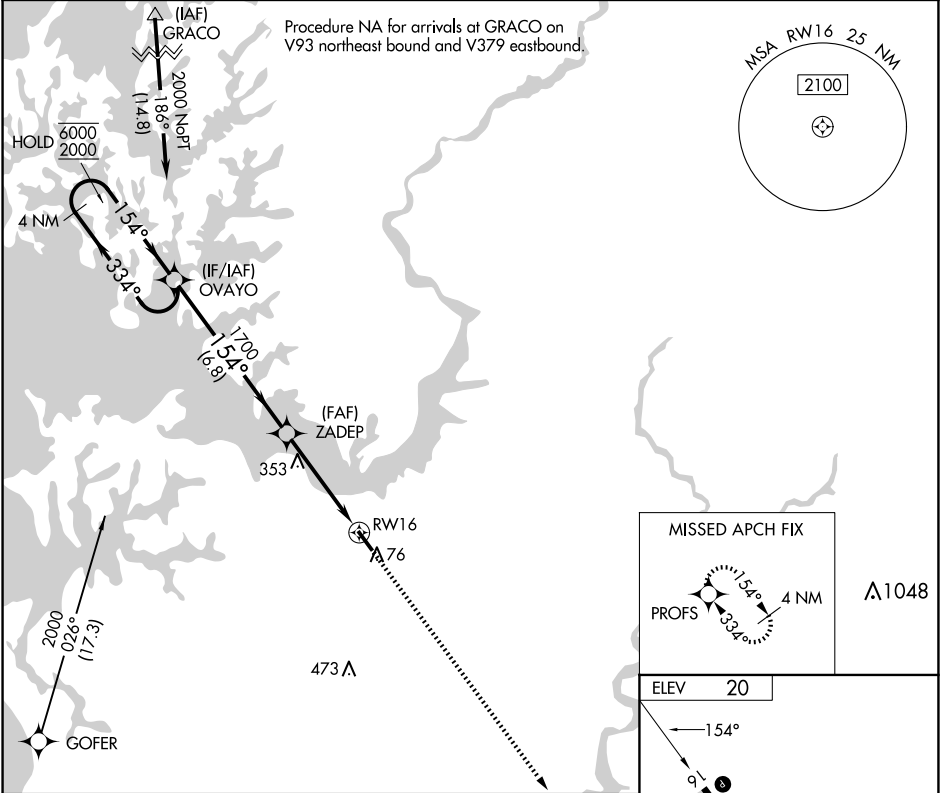 (IAF)
GRACO
Procedure NA for arrivals at GRACO on
V93 northeast bound and V379 eastbound.
MSA RW16 25 NM
2100
2000 NoPT
186°
(14.8)
HOLD
6000
2000
4 NM
154°
334°
(IF/IAF)
OVAYO
1700
154°
(6.8)
(FAF)
ZADEP
353
RW16
76
473
2000
026°
(17.3)
GOFER
MISSED APCH FIX
154°
4 NM
PROFS
334°
1048
ELEV 20
154°
16
P